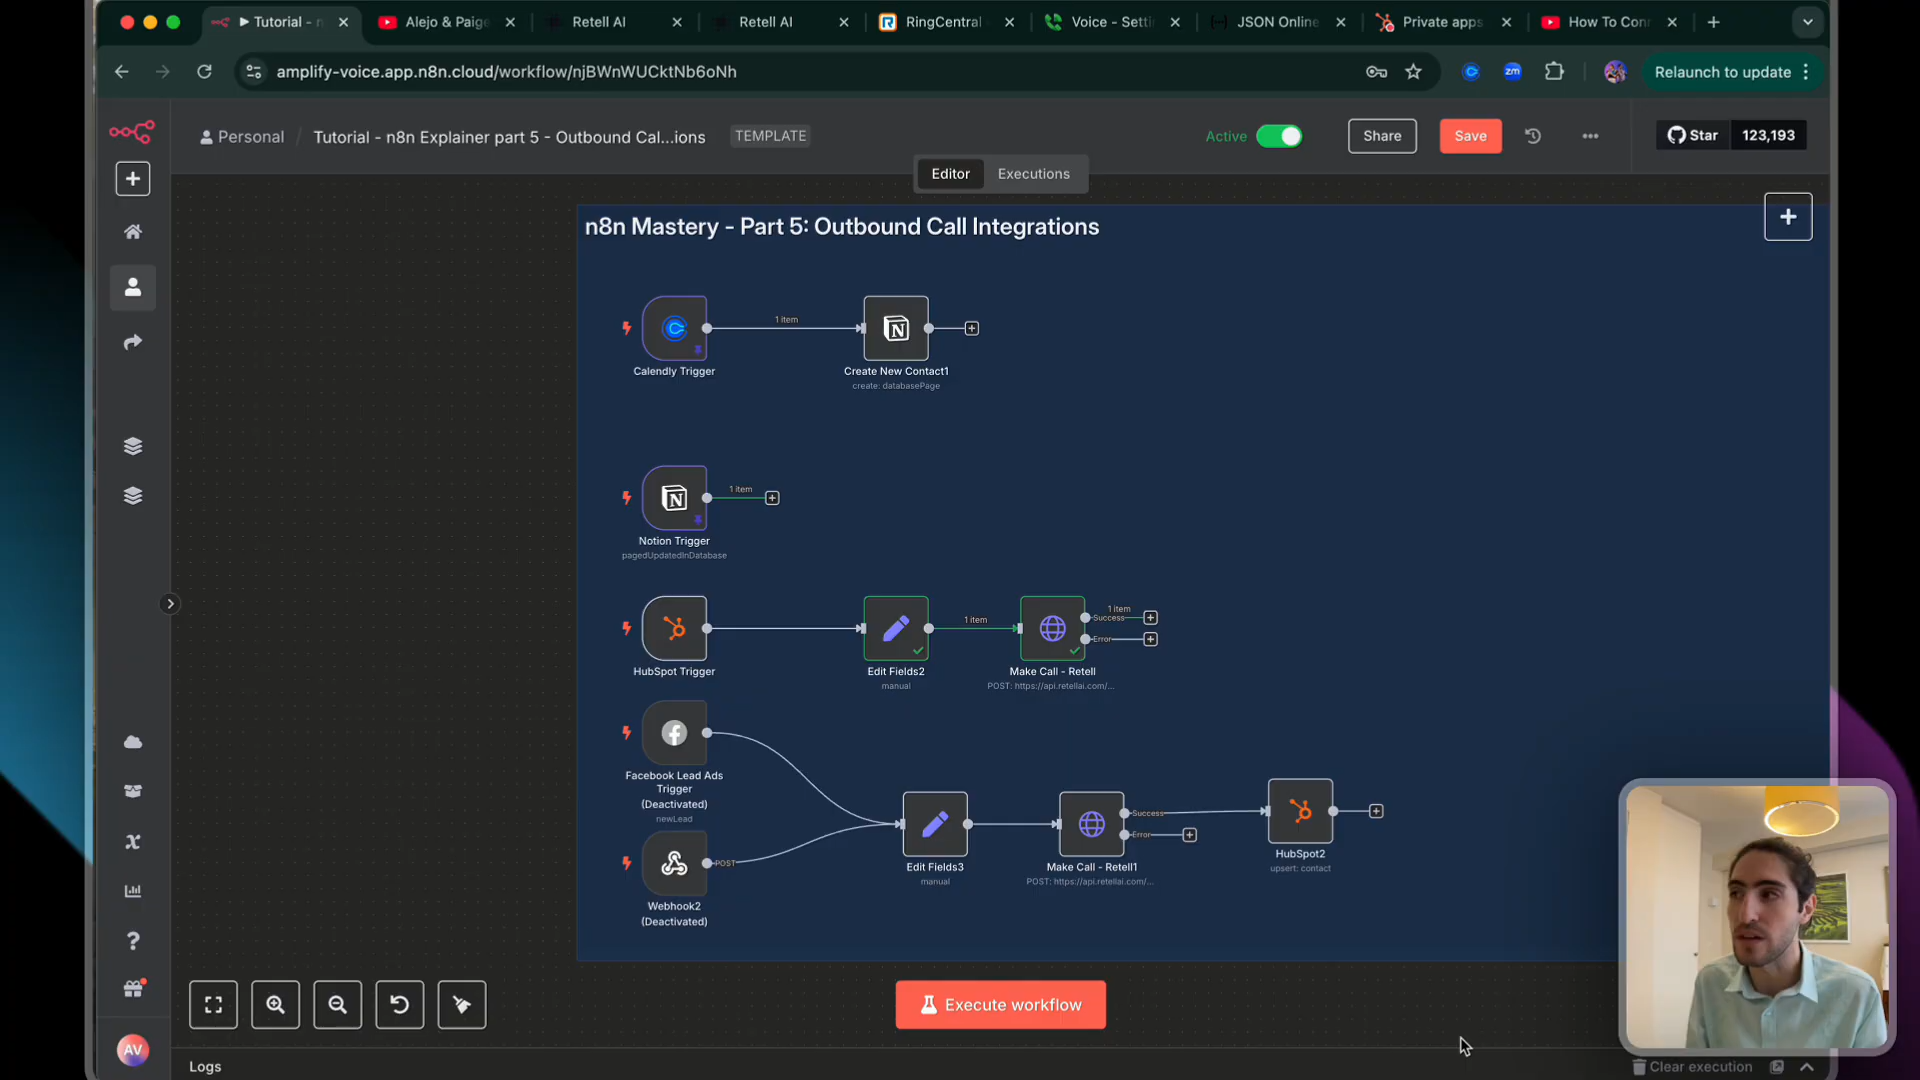 Tutorial - n
Alejo & Paige
Retell AI
Retell AI
RingCentral
Voice - Setti
JSON Online
Private apps
How To Conn
amplify-voice.app.n8n.cloud/workflow/njBWnWUCktNb6oNh
zm
Relaunch to update
Personal / Tutorial - n8n Explainer part 5 - Outbound Cal...ions
TEMPLATE
Active
Share
Save
Star 123,193
Editor
Executions
n8n Mastery - Part 5: Outbound Call Integrations
1 item
Calendly Trigger
Create New Contact1
create: databasePage
1 item
Notion Trigger
pagedUpdatedInDatabase
1 item
1 item
Success
Error
HubSpot Trigger
Edit Fields2
manual
Make Call - Retell
POST: https://api.retellai.com/...
Facebook Lead Ads
Trigger
(Deactivated)
newLead
Success
Error
Edit Fields3
manual
Make Call - Retell1
POST: https://api.retellai.com/...
HubSpot2
upsert: contact
POST
Webhook2
(Deactivated)
Execute workflow
AV
Logs
Clear execution